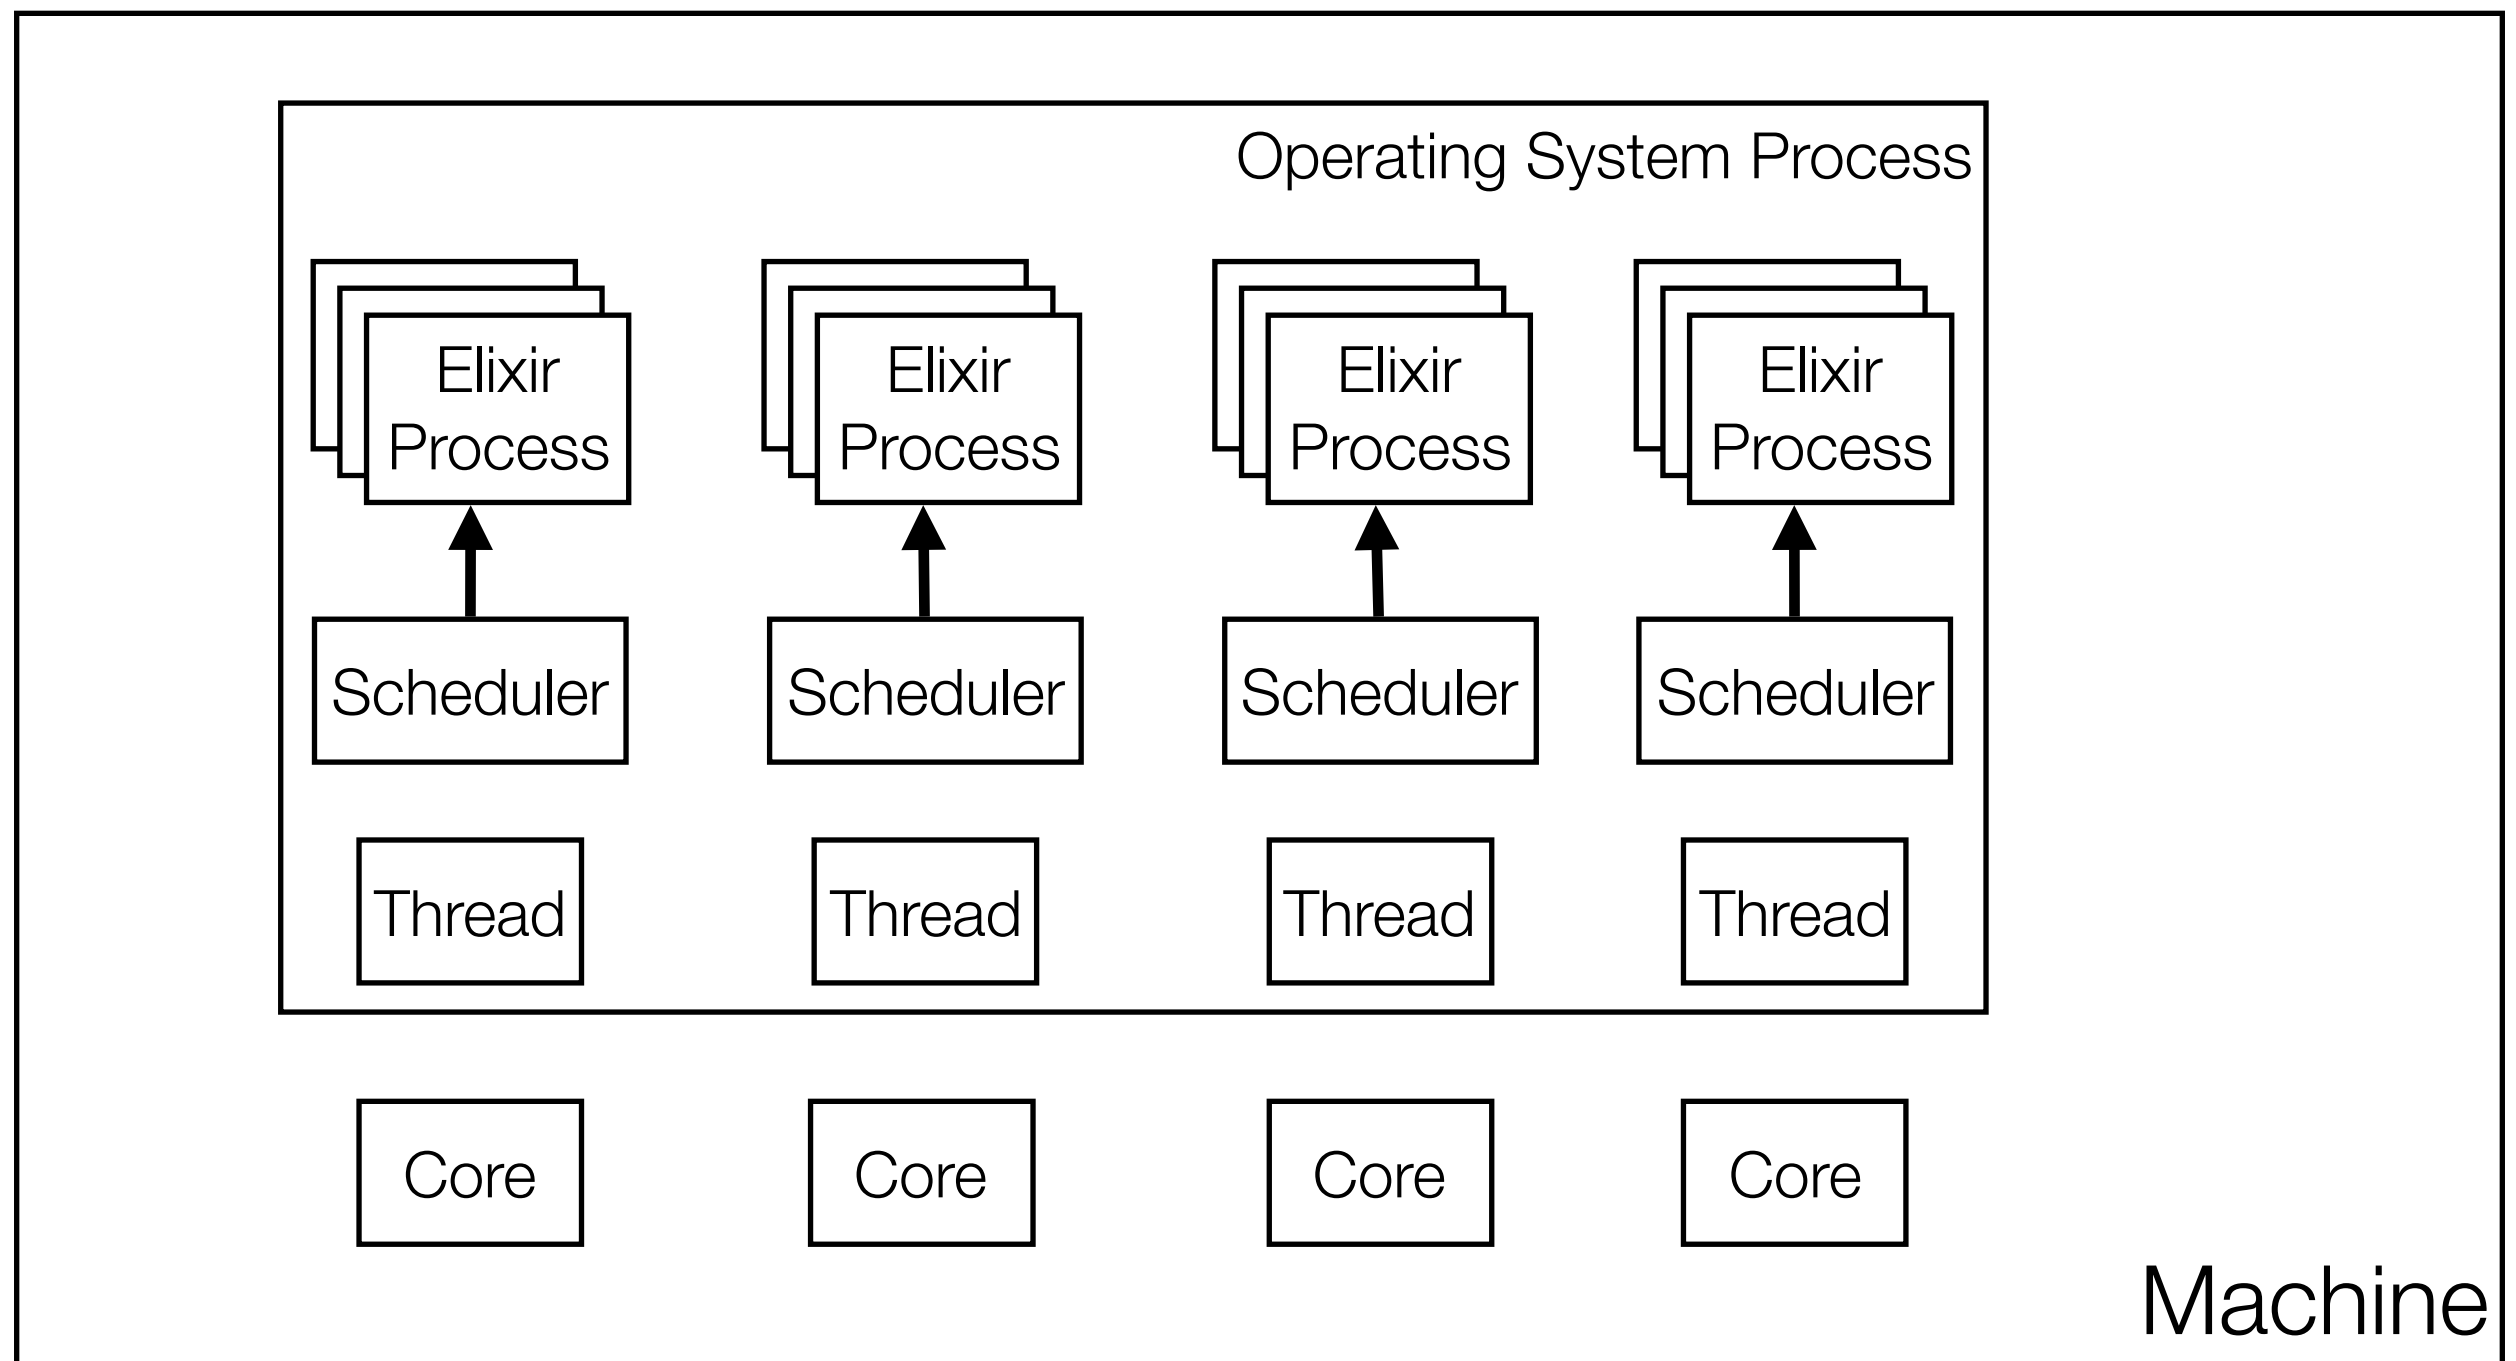 Operating System Process
Elixir
Process
Elixir
Process
Elixir
Process
Elixir
Process
Scheduler
Scheduler
Scheduler
Scheduler
Thread
Thread
Thread
Thread
Core
Core
Core
Core
Machine